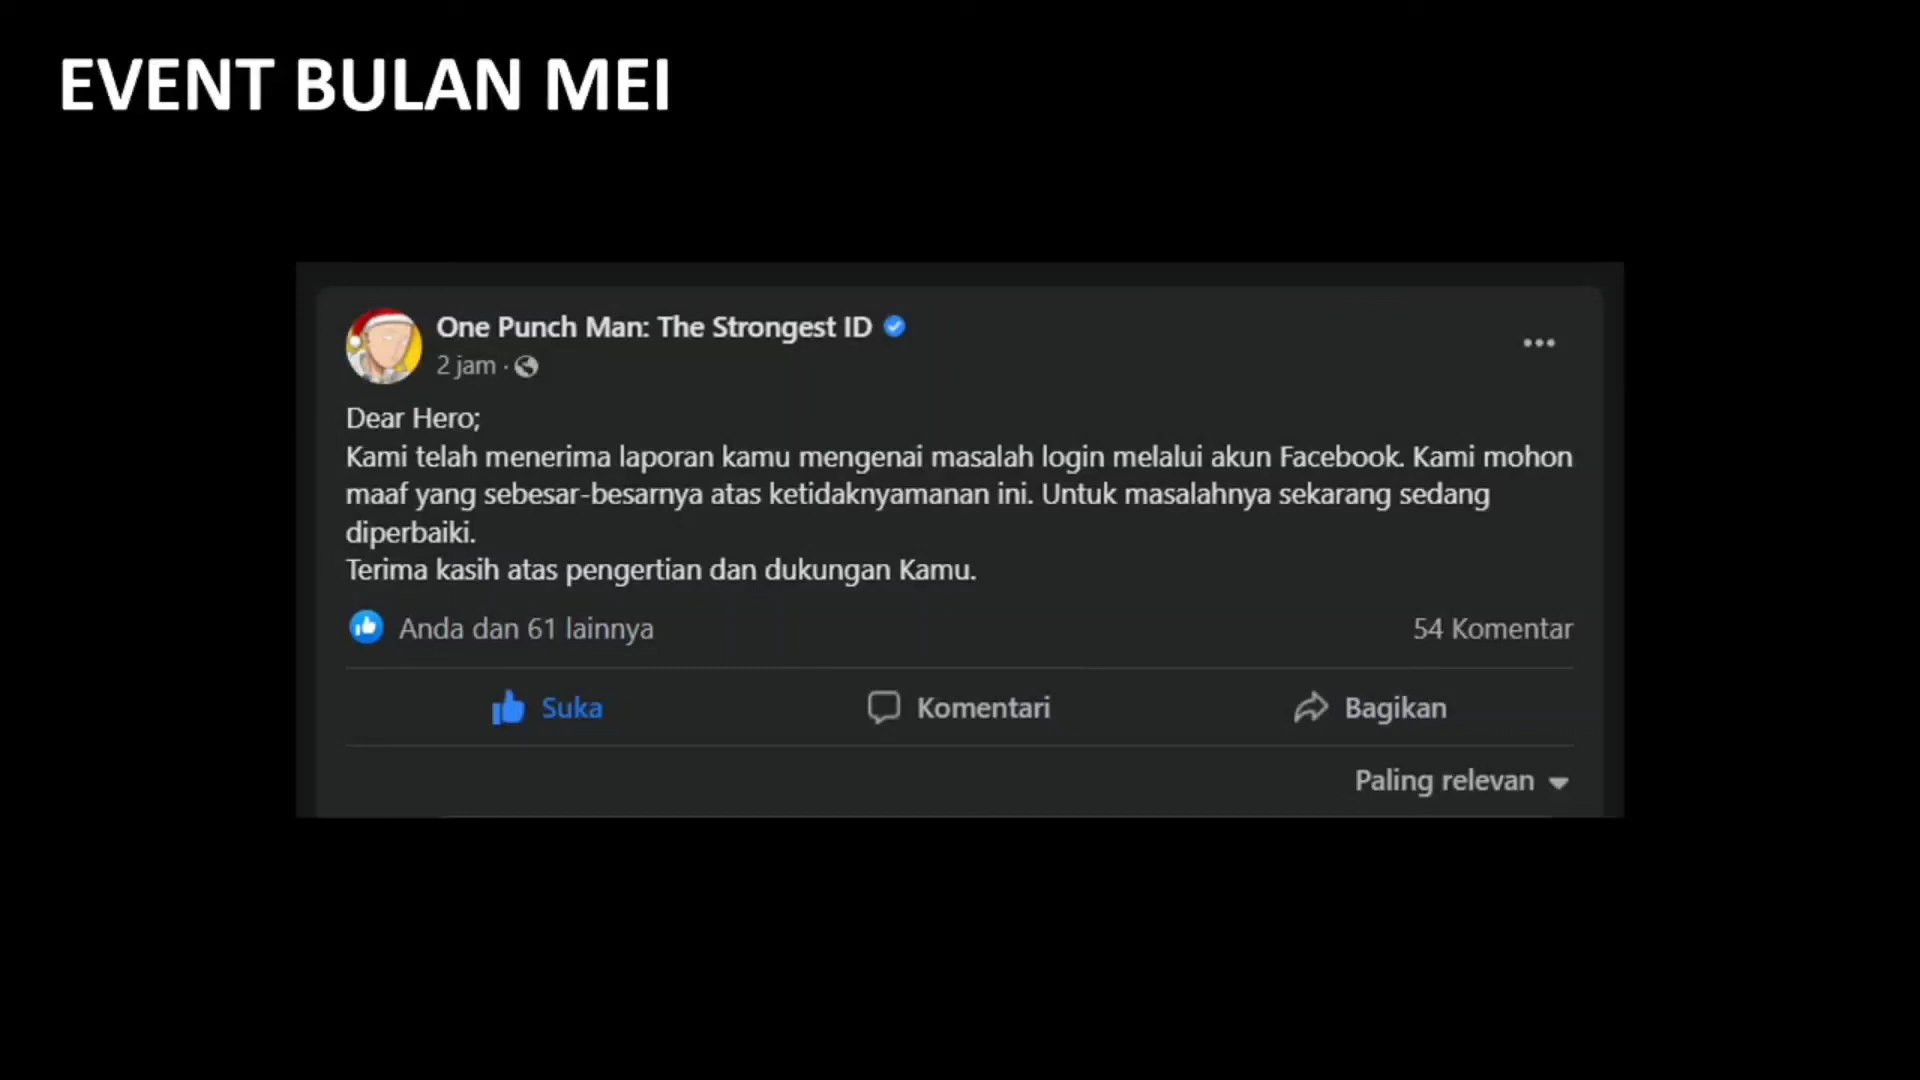 EVENT BULAN MEI
One Punch Man: The Strongest ID
2 jam ·
Dear Hero;
Kami telah menerima laporan kamu mengenai masalah login melalui akun Facebook. Kami mohon
maaf yang sebesar-besarnya atas ketidaknyamanan ini. Untuk masalahnya sekarang sedang
diperbaiki.
Terima kasih atas pengertian dan dukungan Kamu.
Anda dan 61 lainnya
54 Komentar
Suka
Komentari
Bagikan
Paling relevan